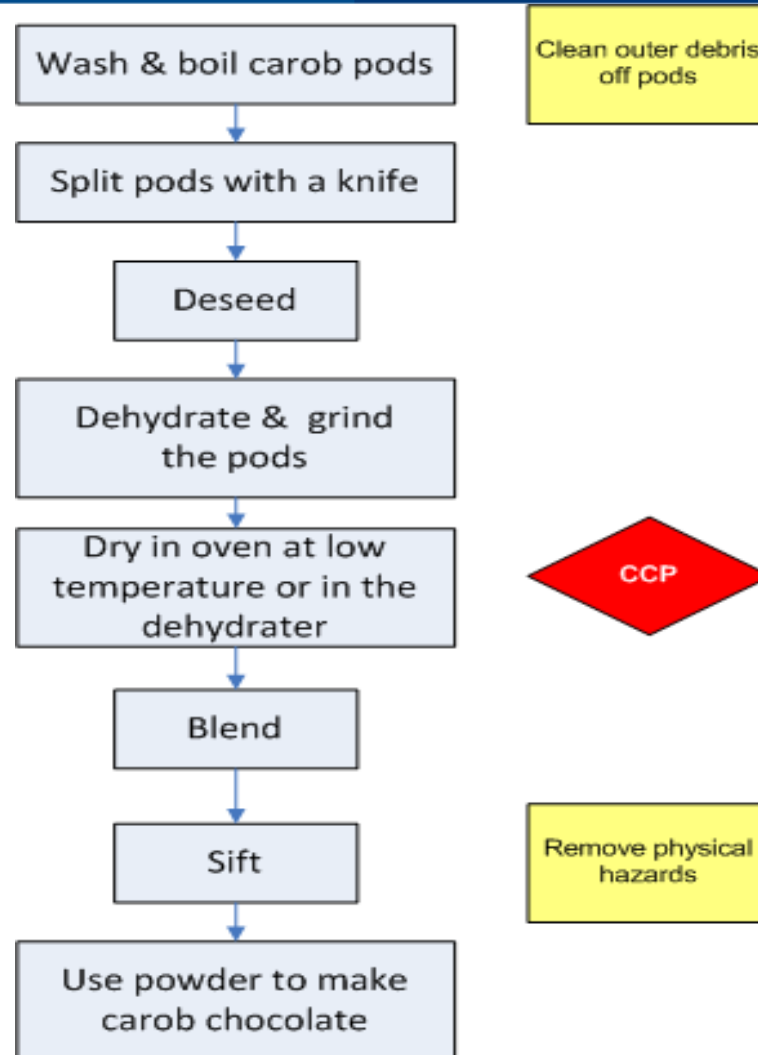 Wash & boil carob pods
Clean outer debris
off pods
Split pods with a knife
Deseed
Dehydrate & grind
the pods
Dry in oven at low
temperature or in the
dehydrater
CCP
Blend
Sift
Remove physical
hazards
Use powder to make
carob chocolate